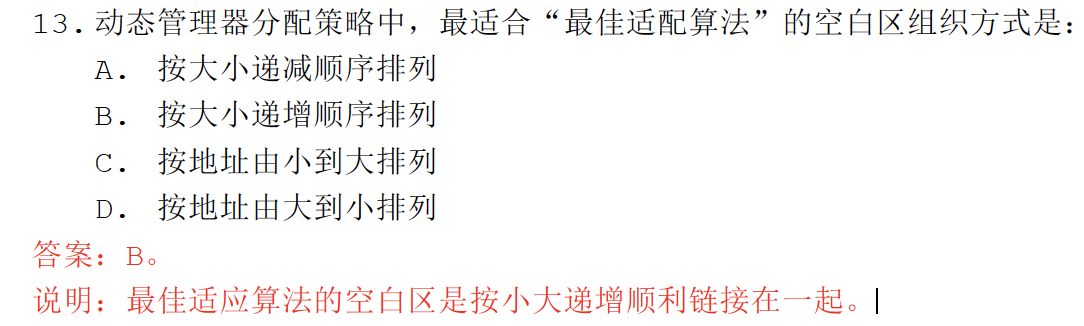 13.动态管理器分配策略中，最适合“最佳适配算法”的空白区组织方式是：
A. 按大小递减顺序排列
B. 按大小递增顺序排列
C. 按地址由小到大排列
D. 按地址由大到小排列
答案：B。
说明：最佳适应算法的空白区是按小大递增顺利链接在一起。